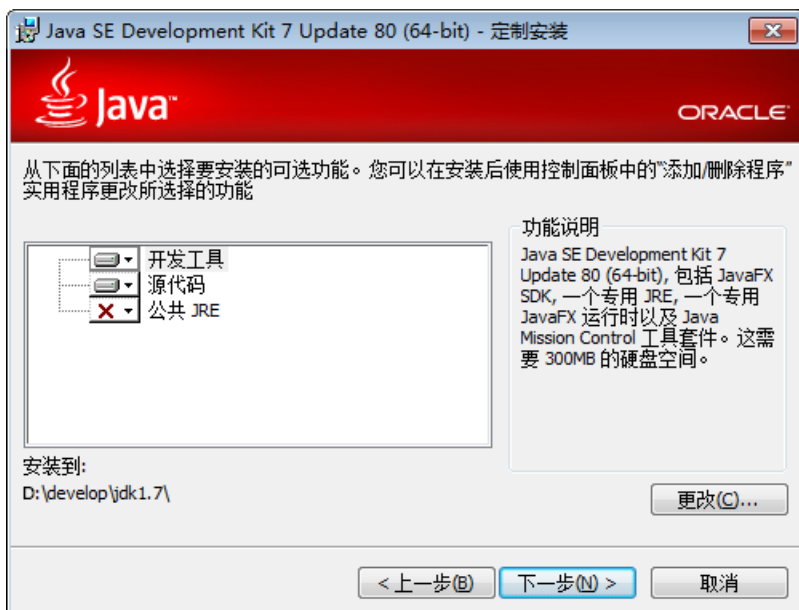 Java SE Development Kit 7 Update 80 (64-bit) - 定制安装
Java™
ORACLE®
从下面的列表中选择要安装的可选功能。您可以在安装后使用控制面板中的“添加/删除程序”
实用程序更改所选择的功能
开发工具
源代码
公共 JRE
功能说明
Java SE Development Kit 7
Update 80 (64-bit), 包括 JavaFX
SDK, 一个专用 JRE, 一个专用
JavaFX 运行时以及 Java
Mission Control 工具套件。这需
要 300MB 的硬盘空间。
安装到:
D:\develop\jdk1.7\
更改(C)...
< 上一步(B)
下一步(N) >
取消